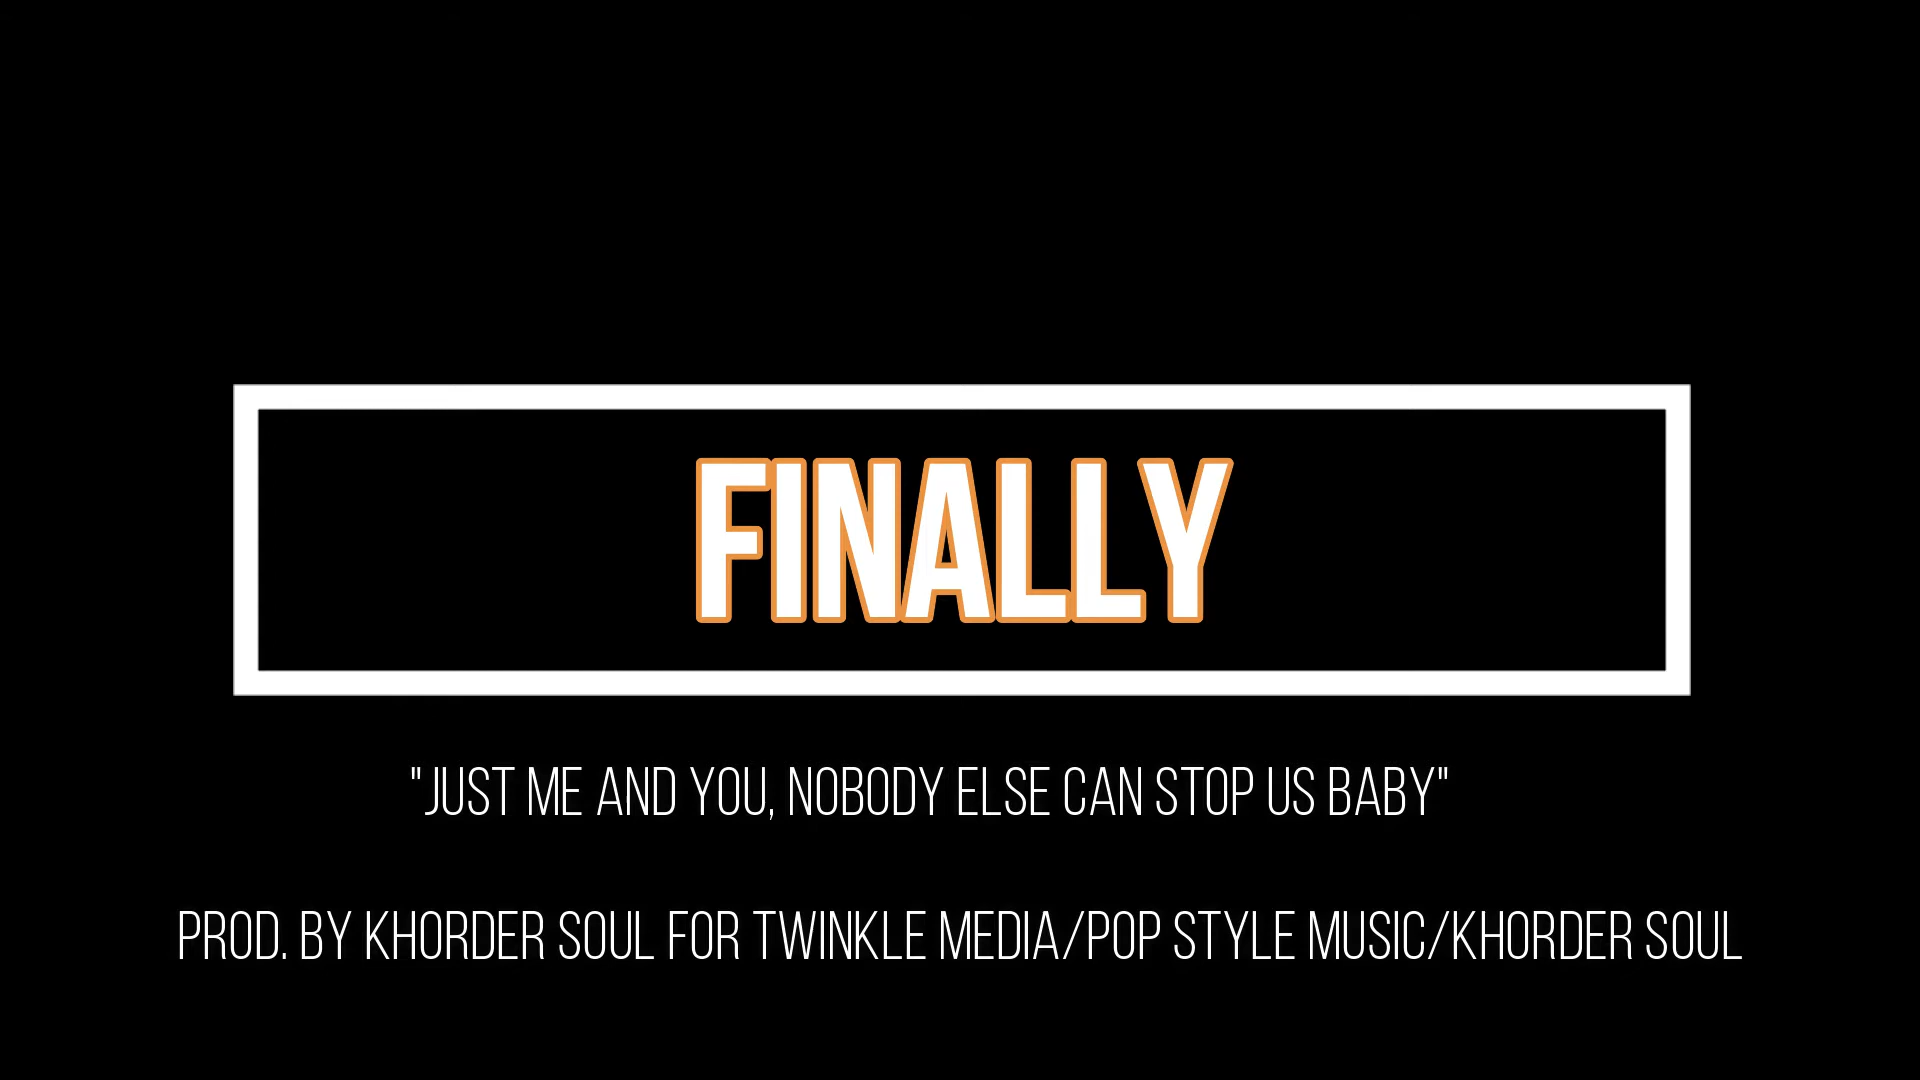 FINALLY
"JUST ME AND YOU, NOBODY ELSE CAN STOP US BABY"
PROD. BY KHORDER SOUL FOR TWINKLE MEDIA/POP STYLE MUSIC/KHORDER SOUL